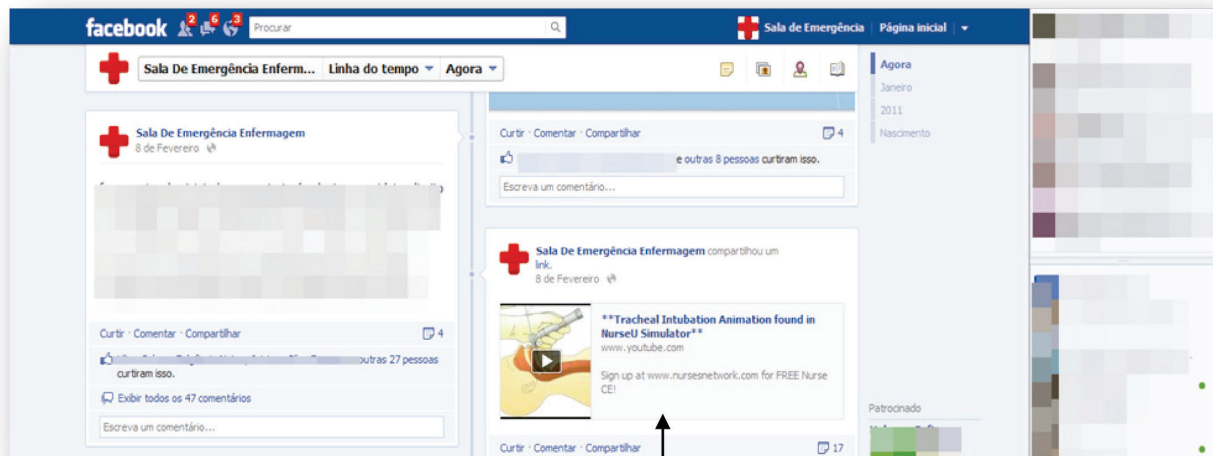 facebook 2 6 3 Procurar Sala de Emergência Página inicial
Sala De Emergência Enferm... Linha do tempo Agora
Agora
Janeiro
2011
Nascimento
Sala De Emergência Enfermagem
8 de Fevereiro
Curtir · Comentar · Compartilhar 4
outras 27 pessoas
curtiram isso.
Exibir todos os 47 comentários
Escreva um comentário...
Curtir · Comentar · Compartilhar 4
e outras 8 pessoas curtiram isso.
Escreva um comentário...
Sala De Emergência Enfermagem compartilhou um
link.
8 de Fevereiro
**Tracheal Intubation Animation found in
NurseU Simulator**
www.youtube.com
Sign up at www.nursesnetwork.com for FREE Nurse
CE!
Curtir · Comentar · Compartilhar 17
Patrocinado